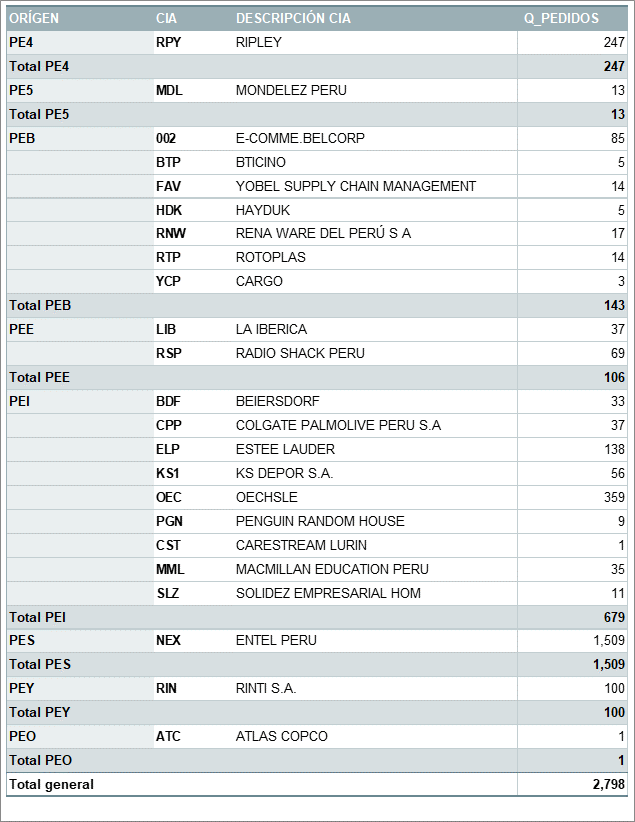 ORÍGEN CIA DESCRIPCIÓN CIA Q_PEDIDOS
PE4 RPY RIPLEY 247
Total PE4 247
PE5 MDL MONDELEZ PERU 13
Total PE5 13
PEB 002 E-COMME.BELCORP 85
BTP BTICINO 5
FAV YOBEL SUPPLY CHAIN MANAGEMENT 14
HDK HAYDUK 5
RNW RENA WARE DEL PERÚ S A 17
RTP ROTOPLAS 14
YCP CARGO 3
Total PEB 143
PEE LIB LA IBERICA 37
RSP RADIO SHACK PERU 69
Total PEE 106
PEI BDF BEIERSDORF 33
CPP COLGATE PALMOLIVE PERU S.A 37
ELP ESTEE LAUDER 138
KS1 KS DEPOR S.A. 56
OEC OECHSLE 359
PGN PENGUIN RANDOM HOUSE 9
CST CARESTREAM LURIN 1
MML MACMILLAN EDUCATION PERU 35
SLZ SOLIDEZ EMPRESARIAL HOM 11
Total PEI 679
PES NEX ENTEL PERU 1,509
Total PES 1,509
PEY RIN RINTI S.A. 100
Total PEY 100
PEO ATC ATLAS COPCO 1
Total PEO 1
Total general 2,798